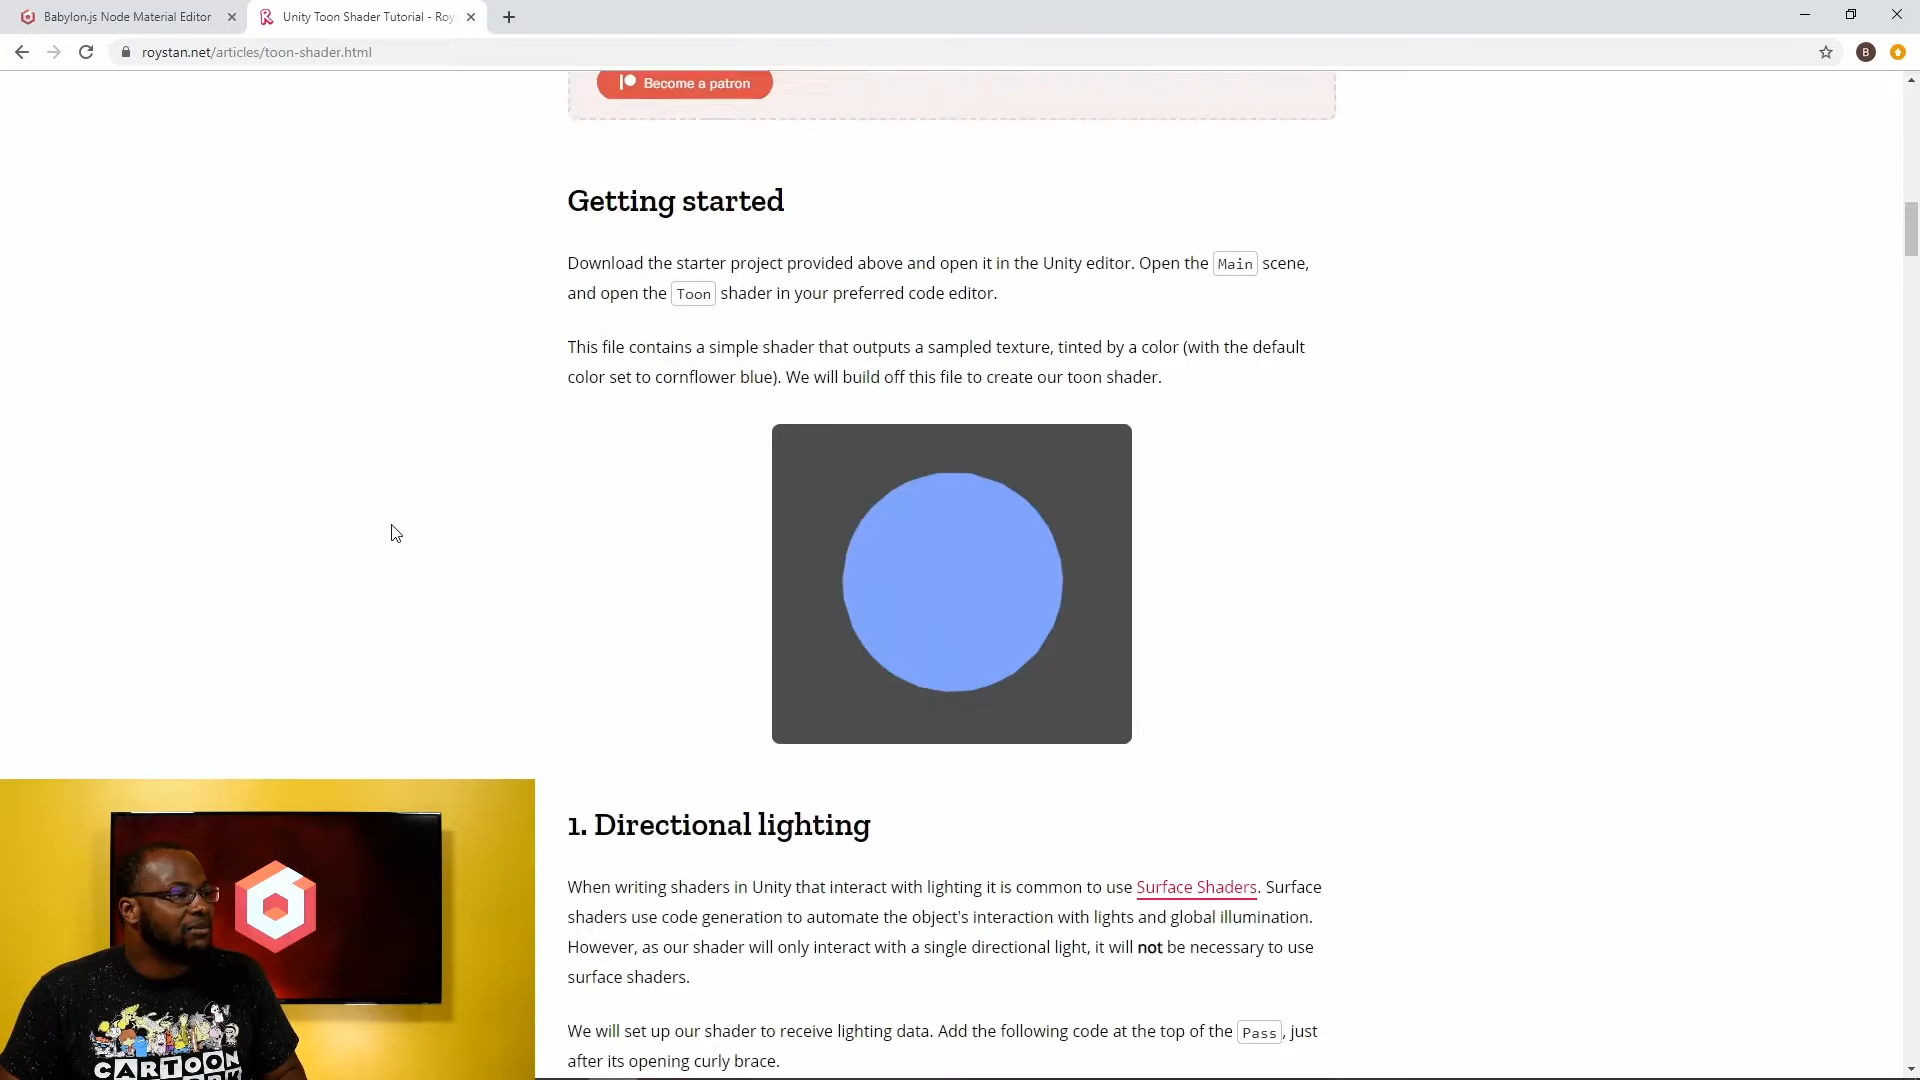 Babylon.js Node Material Editor
Unity Toon Shader Tutorial - Roy
roystan.net/articles/toon-shader.html
B
Become a patron
Getting started
Download the starter project provided above and open it in the Unity editor. Open the Main scene,
and open the Toon shader in your preferred code editor.
This file contains a simple shader that outputs a sampled texture, tinted by a color (with the default
color set to cornflower blue). We will build off this file to create our toon shader.
1. Directional lighting
When writing shaders in Unity that interact with lighting it is common to use Surface Shaders. Surface
shaders use code generation to automate the object's interaction with lights and global illumination.
However, as our shader will only interact with a single directional light, it will not be necessary to use
surface shaders.
We will set up our shader to receive lighting data. Add the following code at the top of the Pass, just
after its opening curly brace.
CARTOON